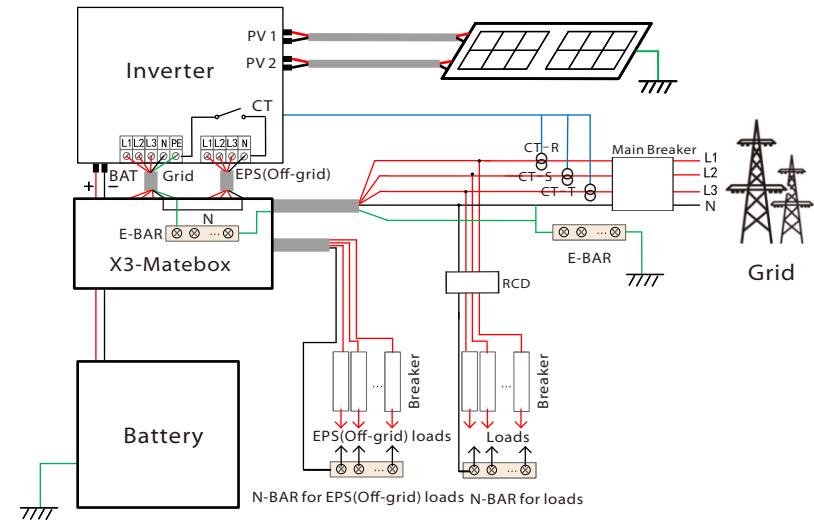 PV 1
PV 2
Inverter
CT
L1 L2 L3 N PE
L1 L2 L3 N
BAT
Grid
EPS(Off-grid)
+
−
N
E-BAR
...
X3-Matebox
Battery
CT-R
CT-S
CT-T
Main Breaker
L1
L2
L3
N
...
E-BAR
Grid
RCD
...
Breaker
...
Breaker
EPS(Off-grid) loads
Loads
...
...
N-BAR for EPS(Off-grid) loads
N-BAR for loads